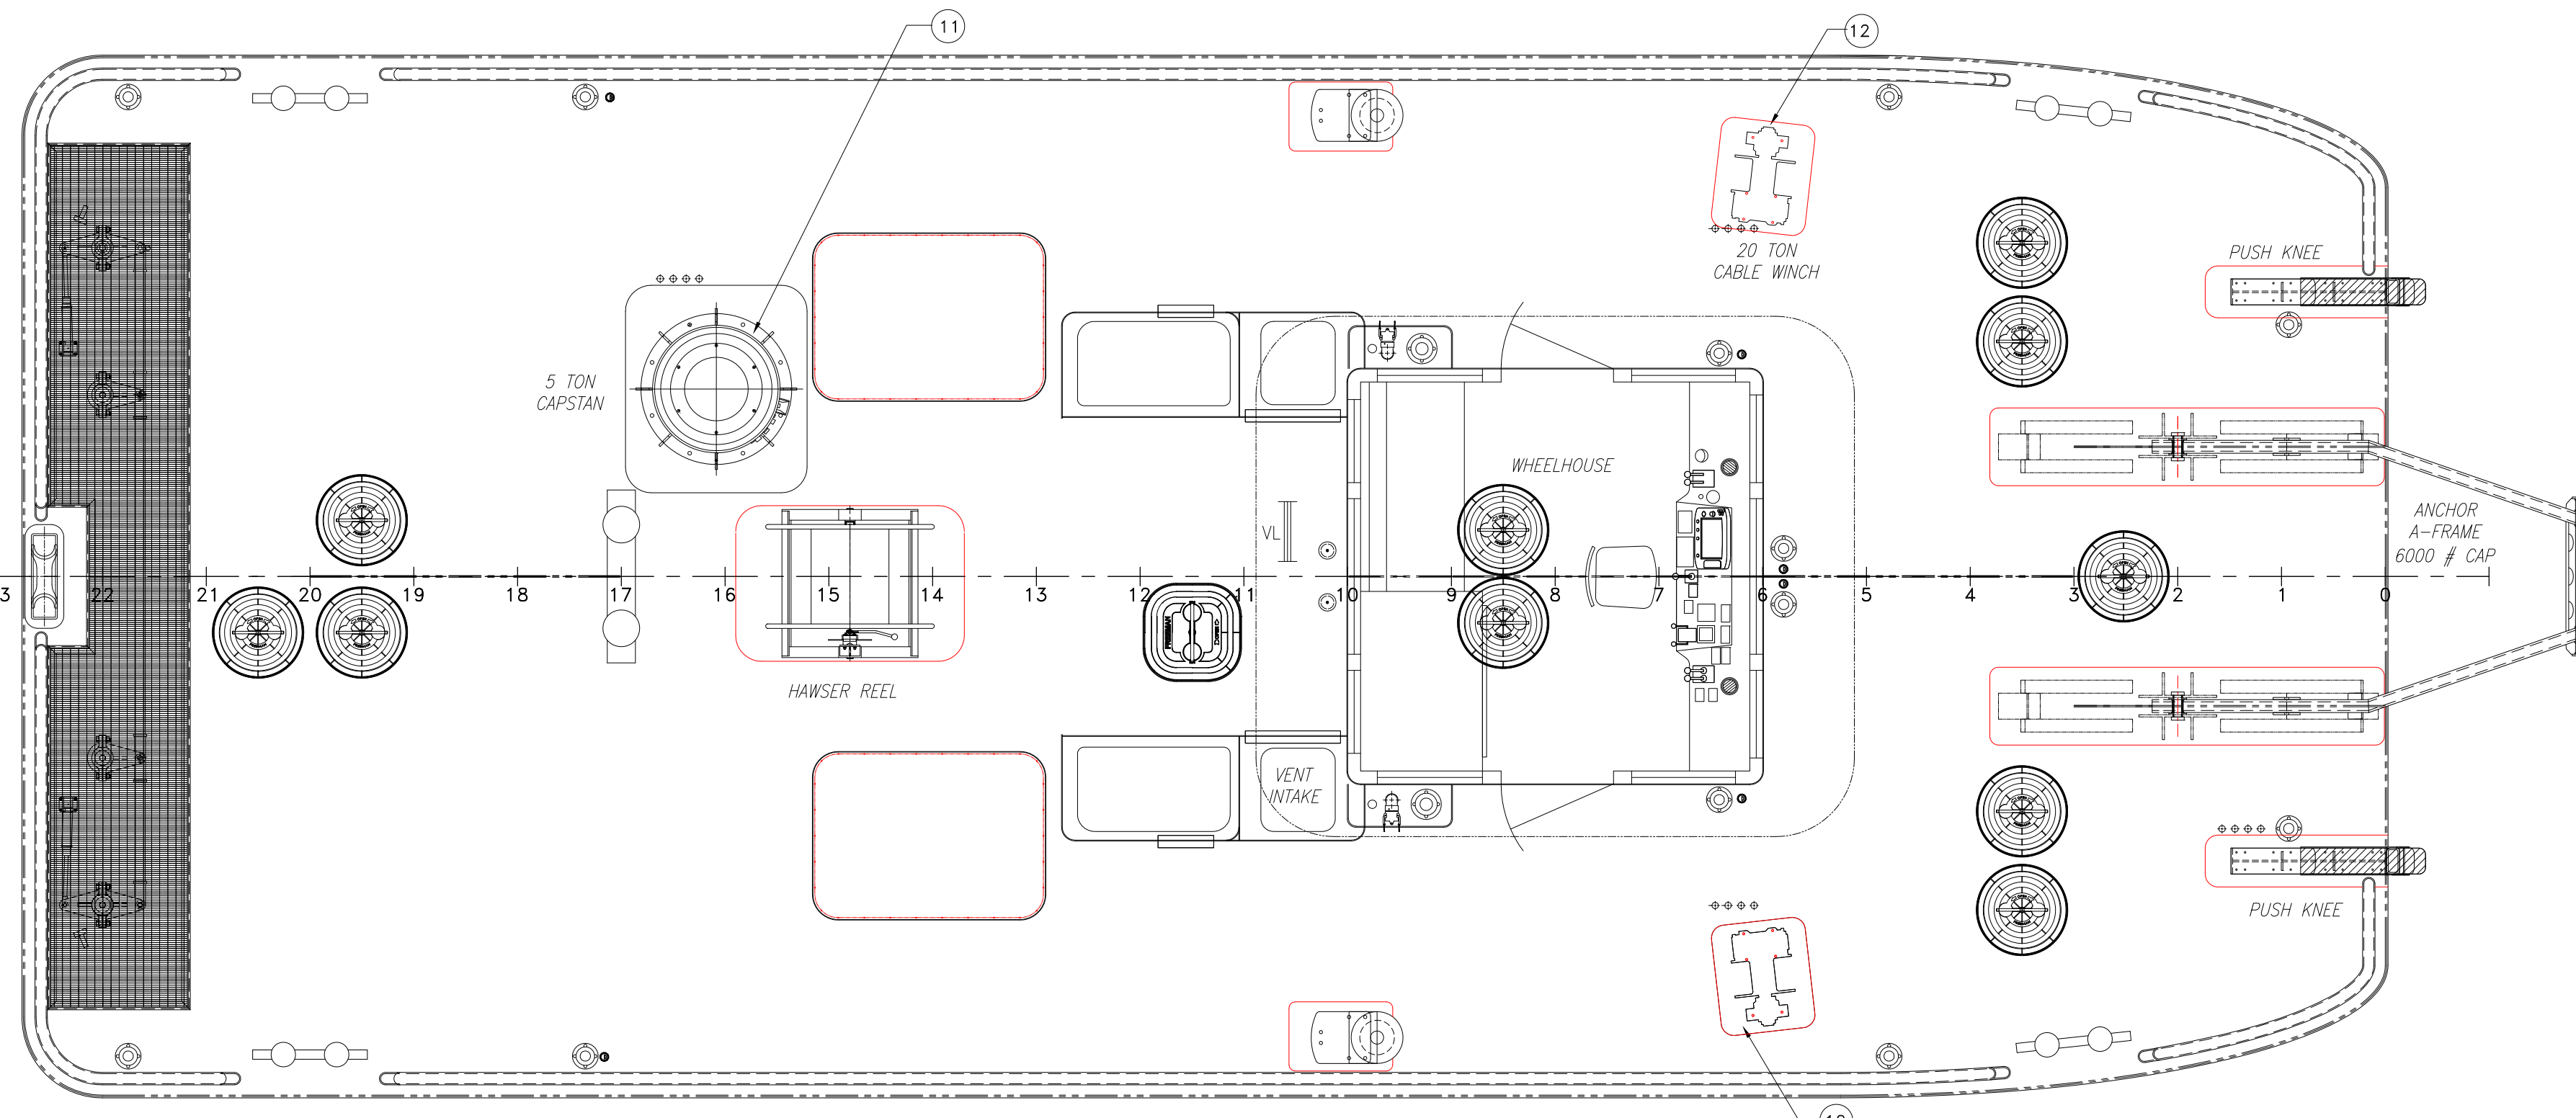 11
12
20 TON
CABLE WINCH
PUSH KNEE
5 TON
CAPSTAN
WHEELHOUSE
VL
ANCHOR
A-FRAME
6000 # CAP
3
22
21
20
19
18
17
16
15
14
13
12
11
10
9
8
7
6
5
4
3
2
1
0
FREEMAN
HAWSER REEL
VENT
INTAKE
PUSH KNEE